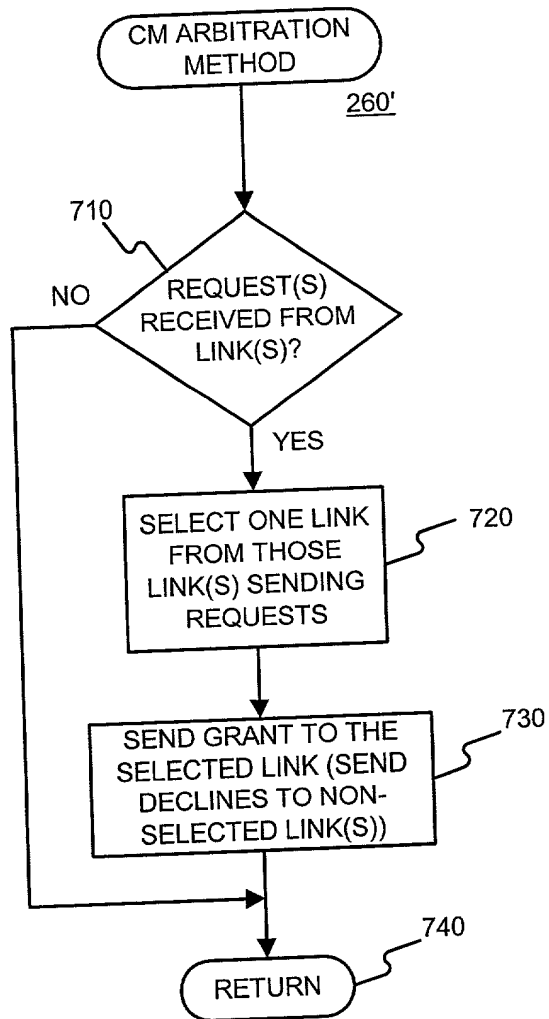 CM ARBITRATION
METHOD
260'
710
NO
REQUEST(S)
RECEIVED FROM
LINK(S)?
YES
SELECT ONE LINK
FROM THOSE
LINK(S) SENDING
REQUESTS
720
SEND GRANT TO THE
SELECTED LINK (SEND
DECLINES TO NON-
SELECTED LINK(S))
730
740
RETURN